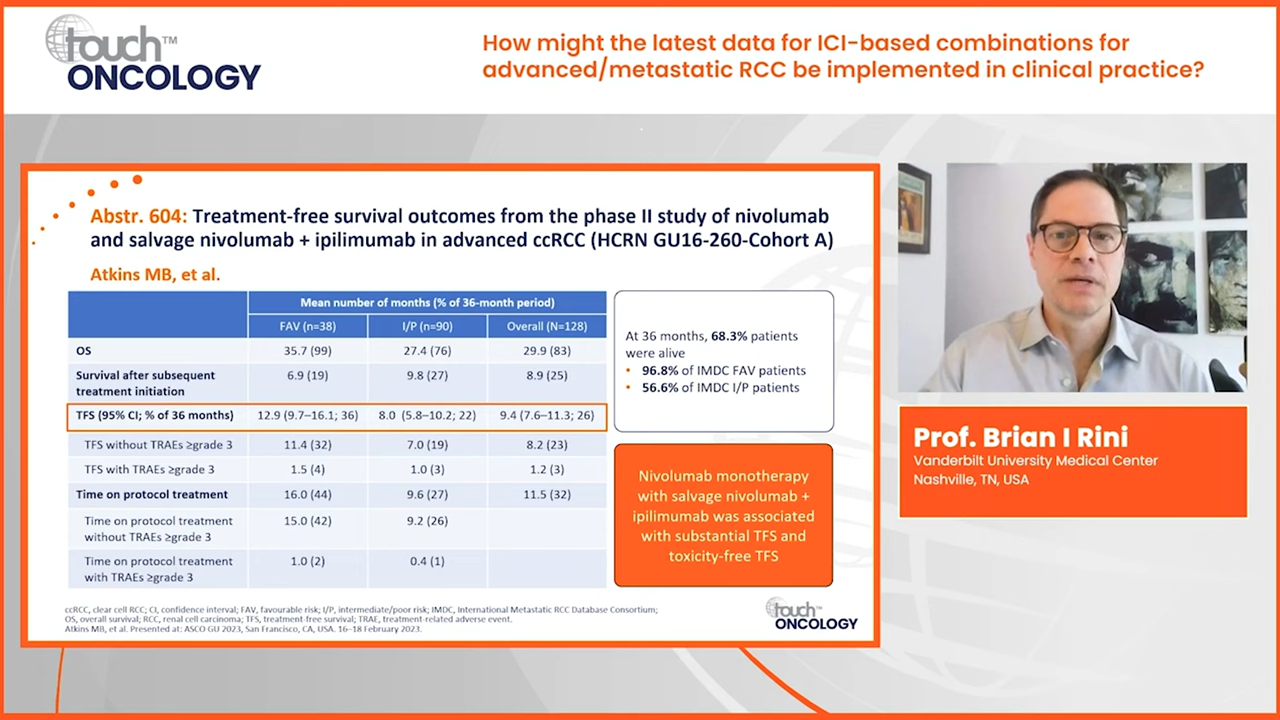 touch™
ONCOLOGY
How might the latest data for ICI-based combinations for
advanced/metastatic RCC be implemented in clinical practice?
Abstr. 604: Treatment-free survival outcomes from the phase II study of nivolumab
and salvage nivolumab + ipilimumab in advanced ccRCC (HCRN GU16-260-Cohort A)
Atkins MB, et al.
Mean number of months (% of 36-month period)
FAV (n=38) I/P (n=90) Overall (N=128)
OS 35.7 (99) 27.4 (76) 29.9 (83)
Survival after subsequent
treatment initiation 6.9 (19) 9.8 (27) 8.9 (25)
TFS (95% CI; % of 36 months) 12.9 (9.7–16.1; 36) 8.0 (5.8–10.2; 22) 9.4 (7.6–11.3; 26)
TFS without TRAEs ≥grade 3 11.4 (32) 7.0 (19) 8.2 (23)
TFS with TRAEs ≥grade 3 1.5 (4) 1.0 (3) 1.2 (3)
Time on protocol treatment 16.0 (44) 9.6 (27) 11.5 (32)
Time on protocol treatment
without TRAEs ≥grade 3 15.0 (42) 9.2 (26)
Time on protocol treatment
with TRAEs ≥grade 3 1.0 (2) 0.4 (1)
At 36 months, 68.3% patients
were alive
• 96.8% of IMDC FAV patients
• 56.6% of IMDC I/P patients
Nivolumab monotherapy
with salvage nivolumab +
ipilimumab was associated
with substantial TFS and
toxicity-free TFS
ccRCC, clear cell RCC; CI, confidence interval; FAV, favourable risk; I/P, intermediate/poor risk; IMDC, International Metastatic RCC Database Consortium;
OS, overall survival; RCC, renal cell carcinoma; TFS, treatment-free survival; TRAE, treatment-related adverse event.
Atkins MB, et al. Presented at: ASCO GU 2023, San Francisco, CA, USA. 16–18 February 2023.
touch™
ONCOLOGY
Prof. Brian I Rini
Vanderbilt University Medical Center
Nashville, TN, USA